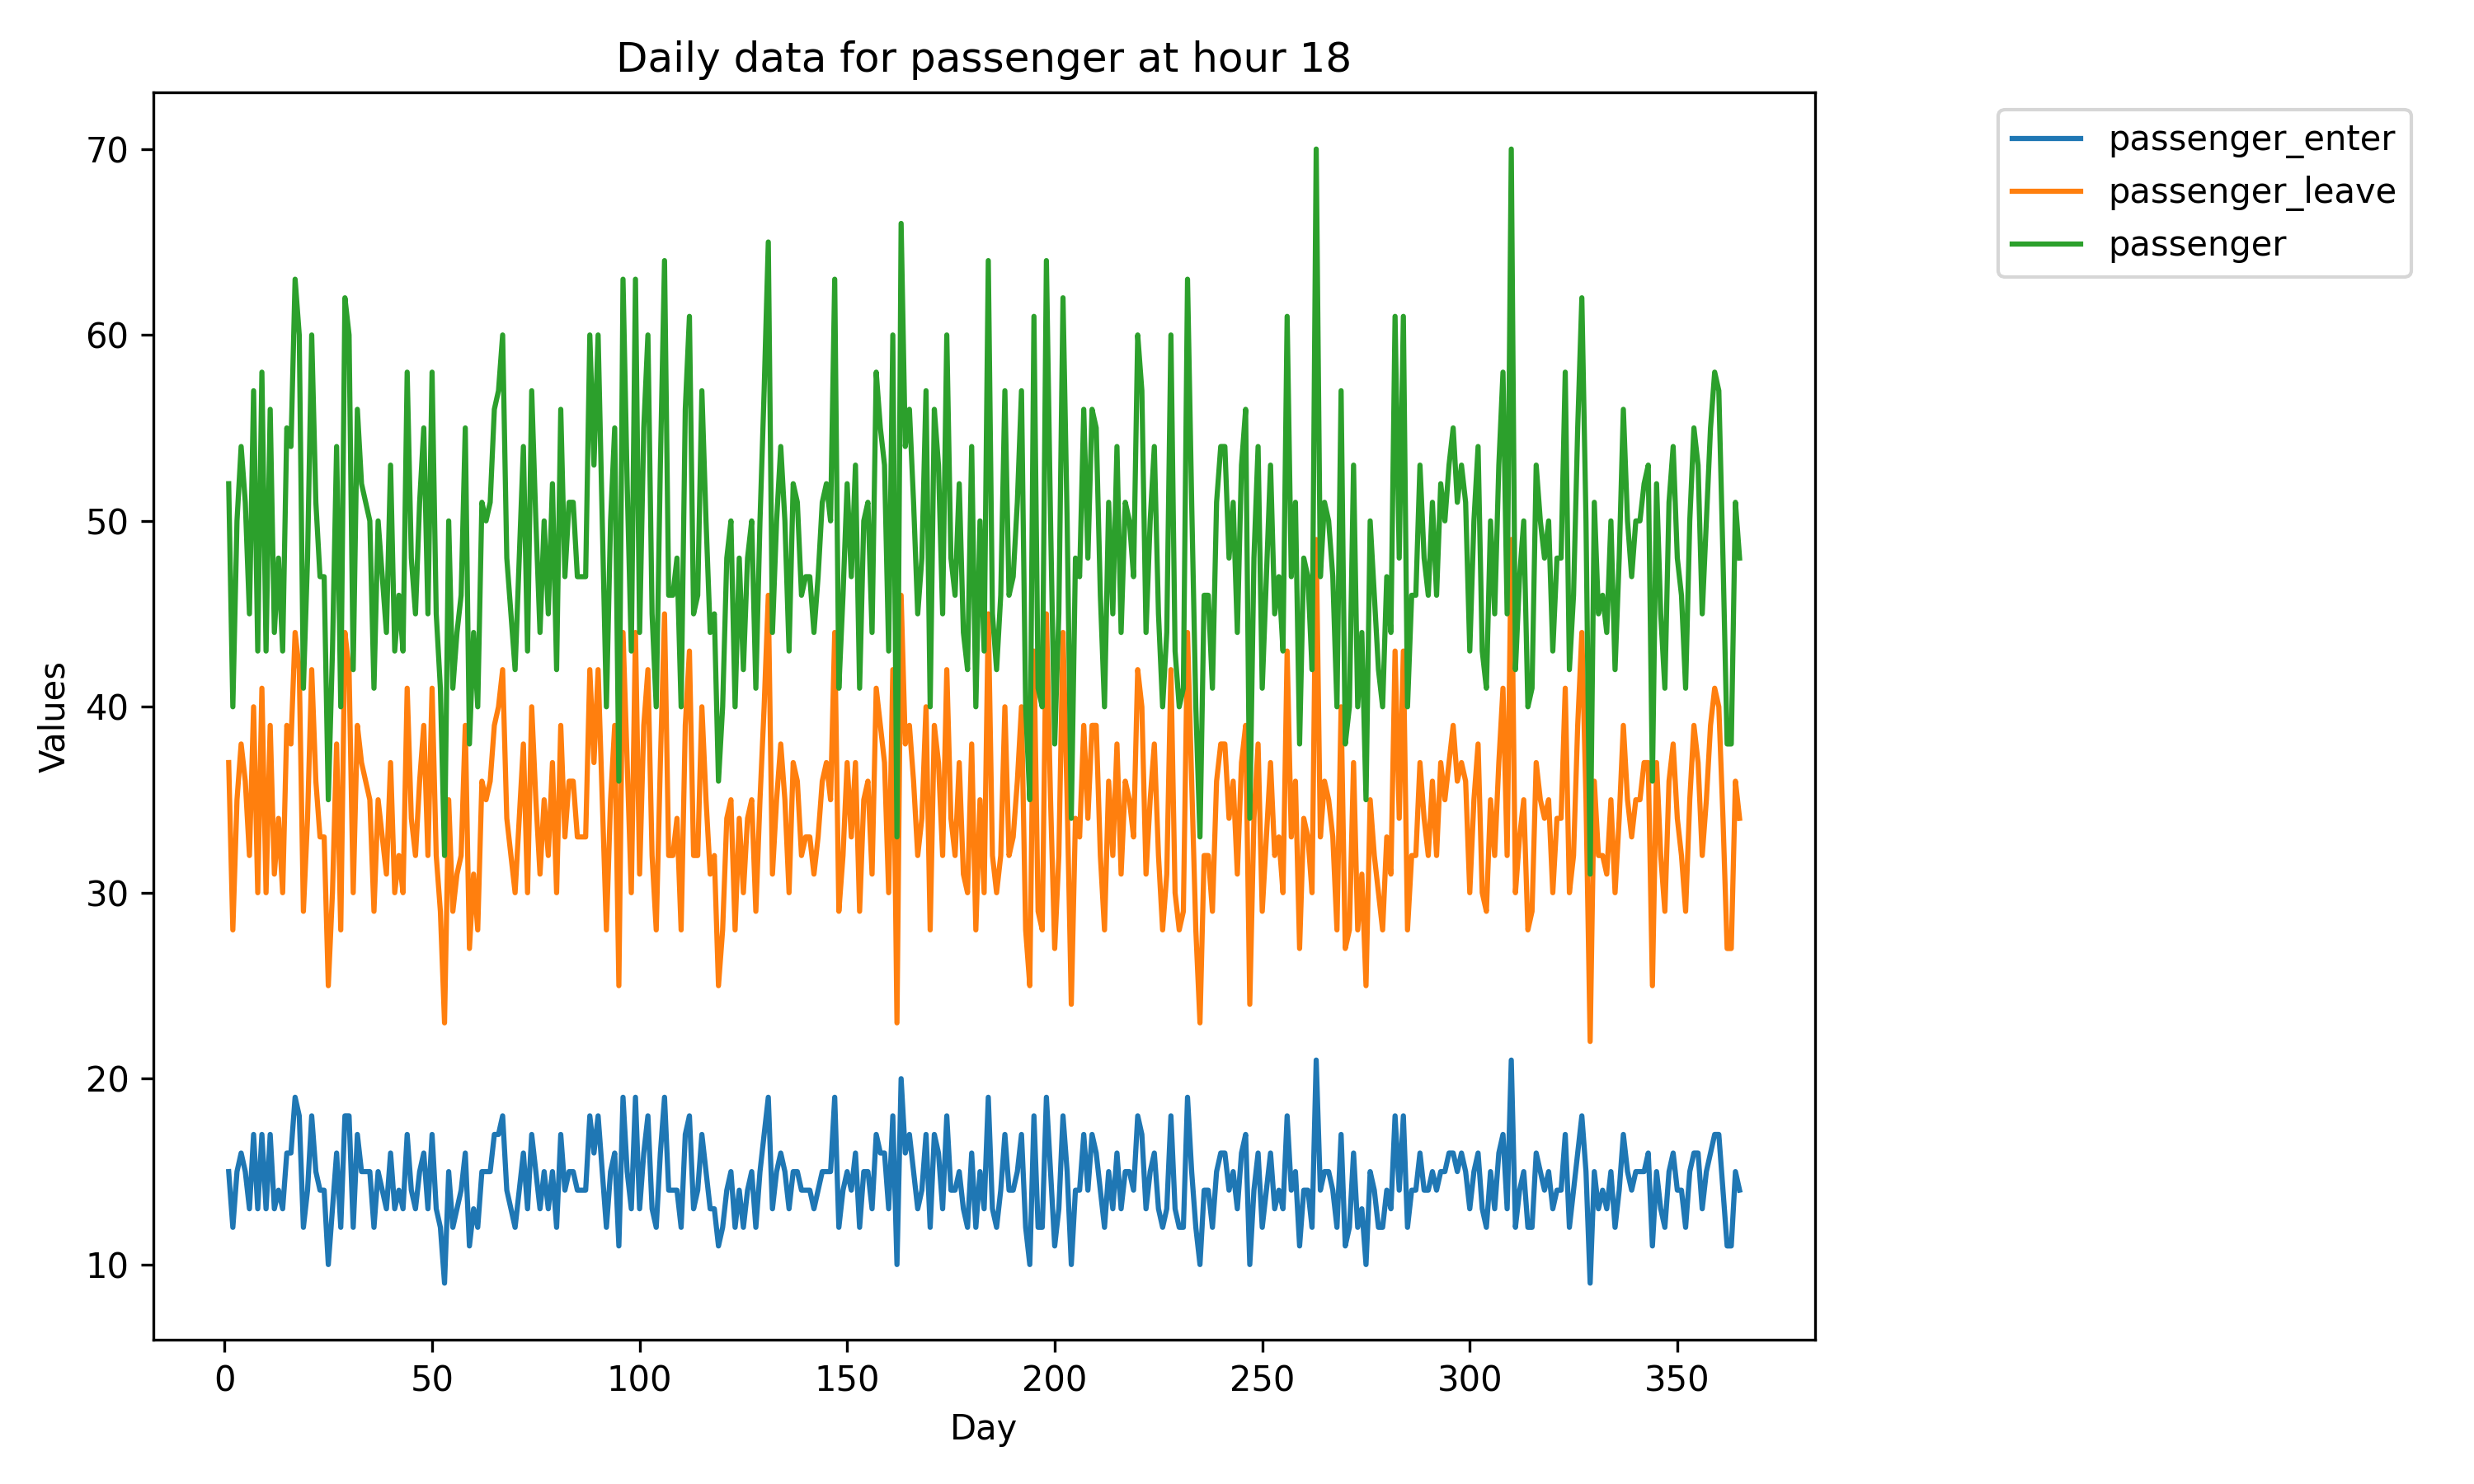 Daily data for passenger at hour 18
passenger_enter
passenger_leave
passenger
Values
70
60
50
40
30
20
10
0 50 100 150 200 250 300 350
Day